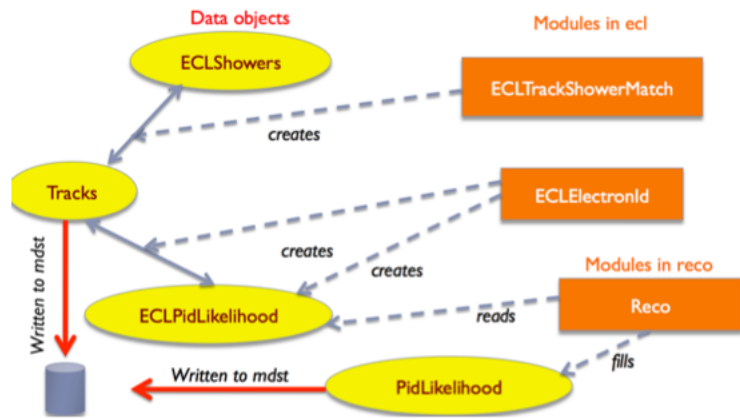 Data objects
Modules in ecl
ECLShowers
ECLTrackShowerMatch
creates
Tracks
ECLElectronId
creates
creates
Modules in reco
ECLPidLikelihood
reads
Reco
Written to mdst
fills
Written to mdst
PidLikelihood